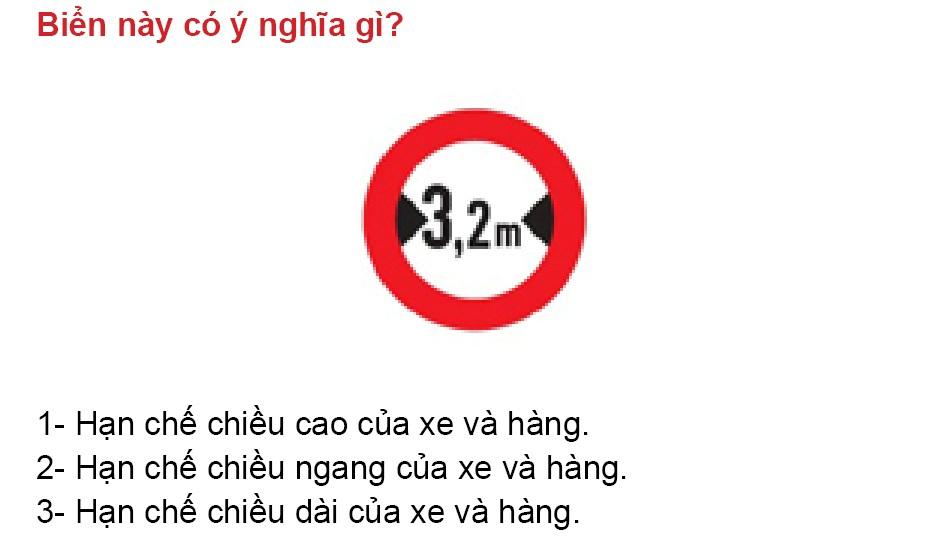 Biển này có ý nghĩa gì?
3,2m
1- Hạn chế chiều cao của xe và hàng.
2- Hạn chế chiều ngang của xe và hàng.
3- Hạn chế chiều dài của xe và hàng.